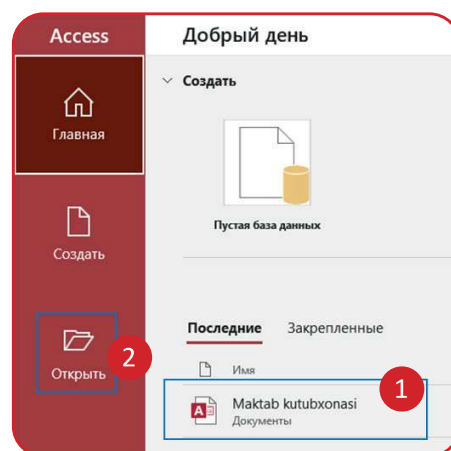 Access
Добрый день
Создать
Главная
Пустая база данных
Создать
Последние Закрепленные
Имя
Открыть
2
1
Maktab kutubxonasi
Документы